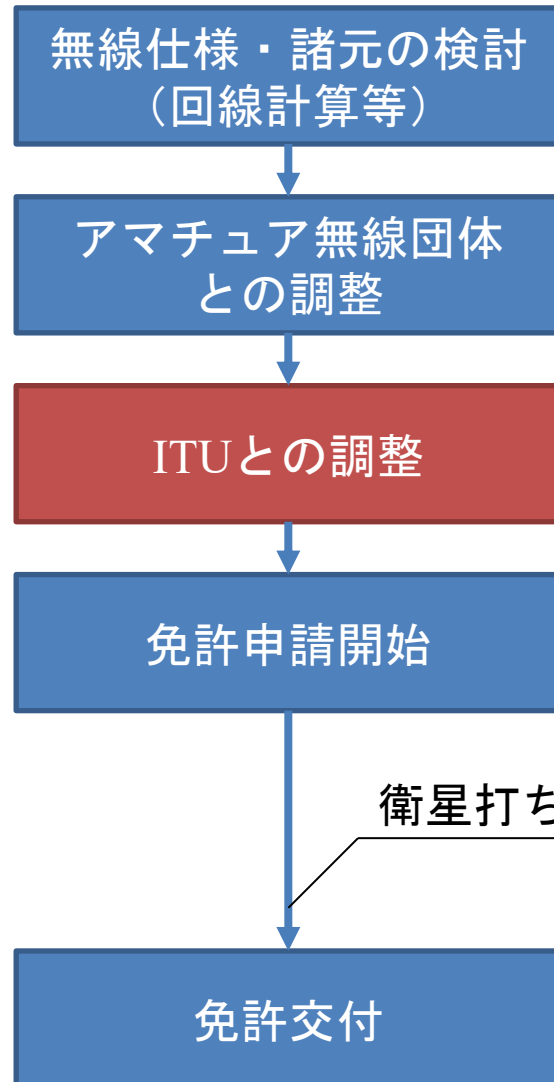 無線仕様・諸元の検討
（回線計算等）
アマチュア無線団体
との調整
ITUとの調整
免許申請開始
衛星打ち
免許交付